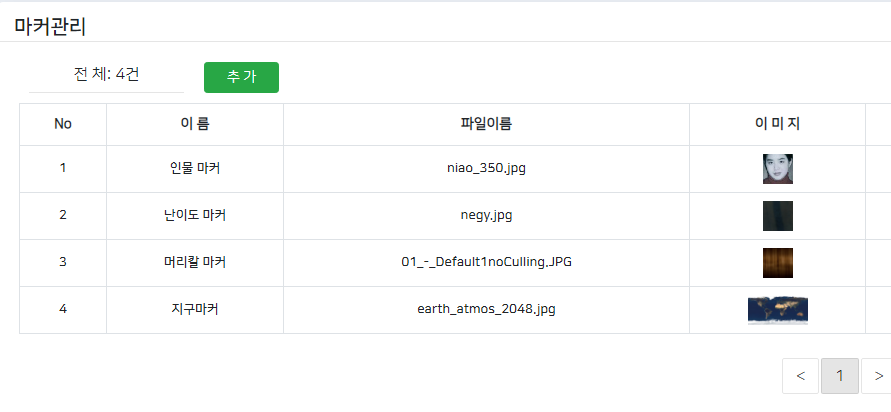 마커관리
전 체: 4건 추 가
No 이 름 파일이름 이 미 지
1 인물 마커 niao_350.jpg
2 난이도 마커 negy.jpg
3 머리칼 마커 01_-_Default1noCulling.JPG
4 지구마커 earth_atmos_2048.jpg
< 1 >